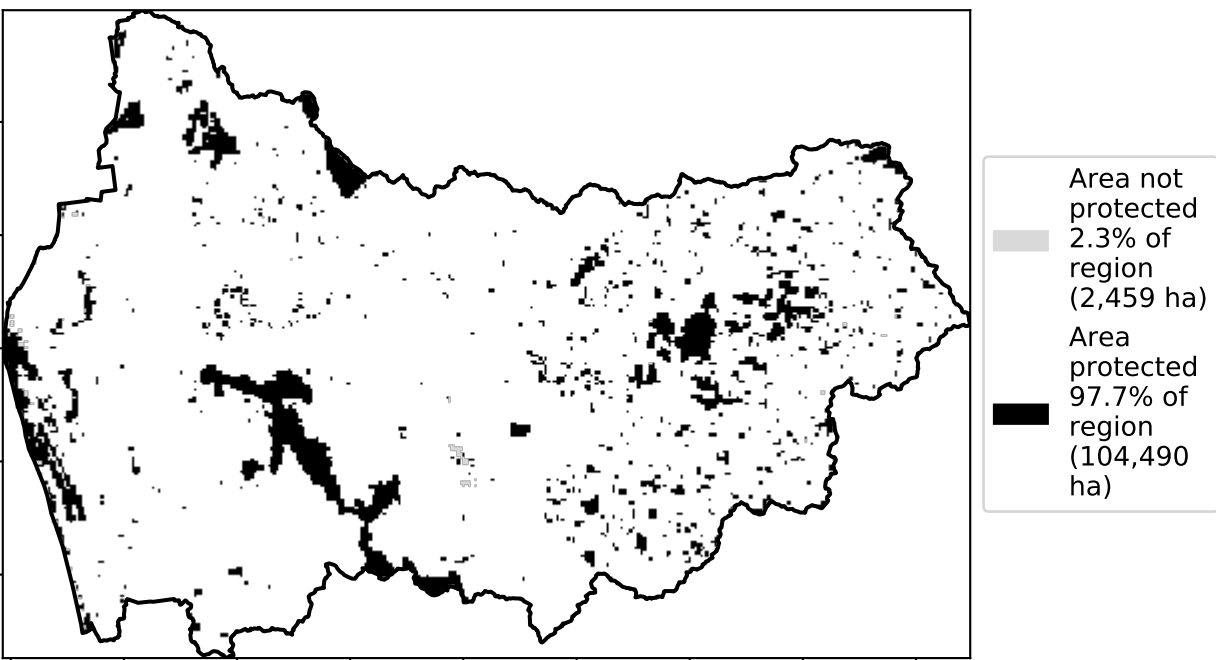 Area not
protected
2.3% of
region
(2,459 ha)
Area
protected
97.7% of
region
(104,490
ha)